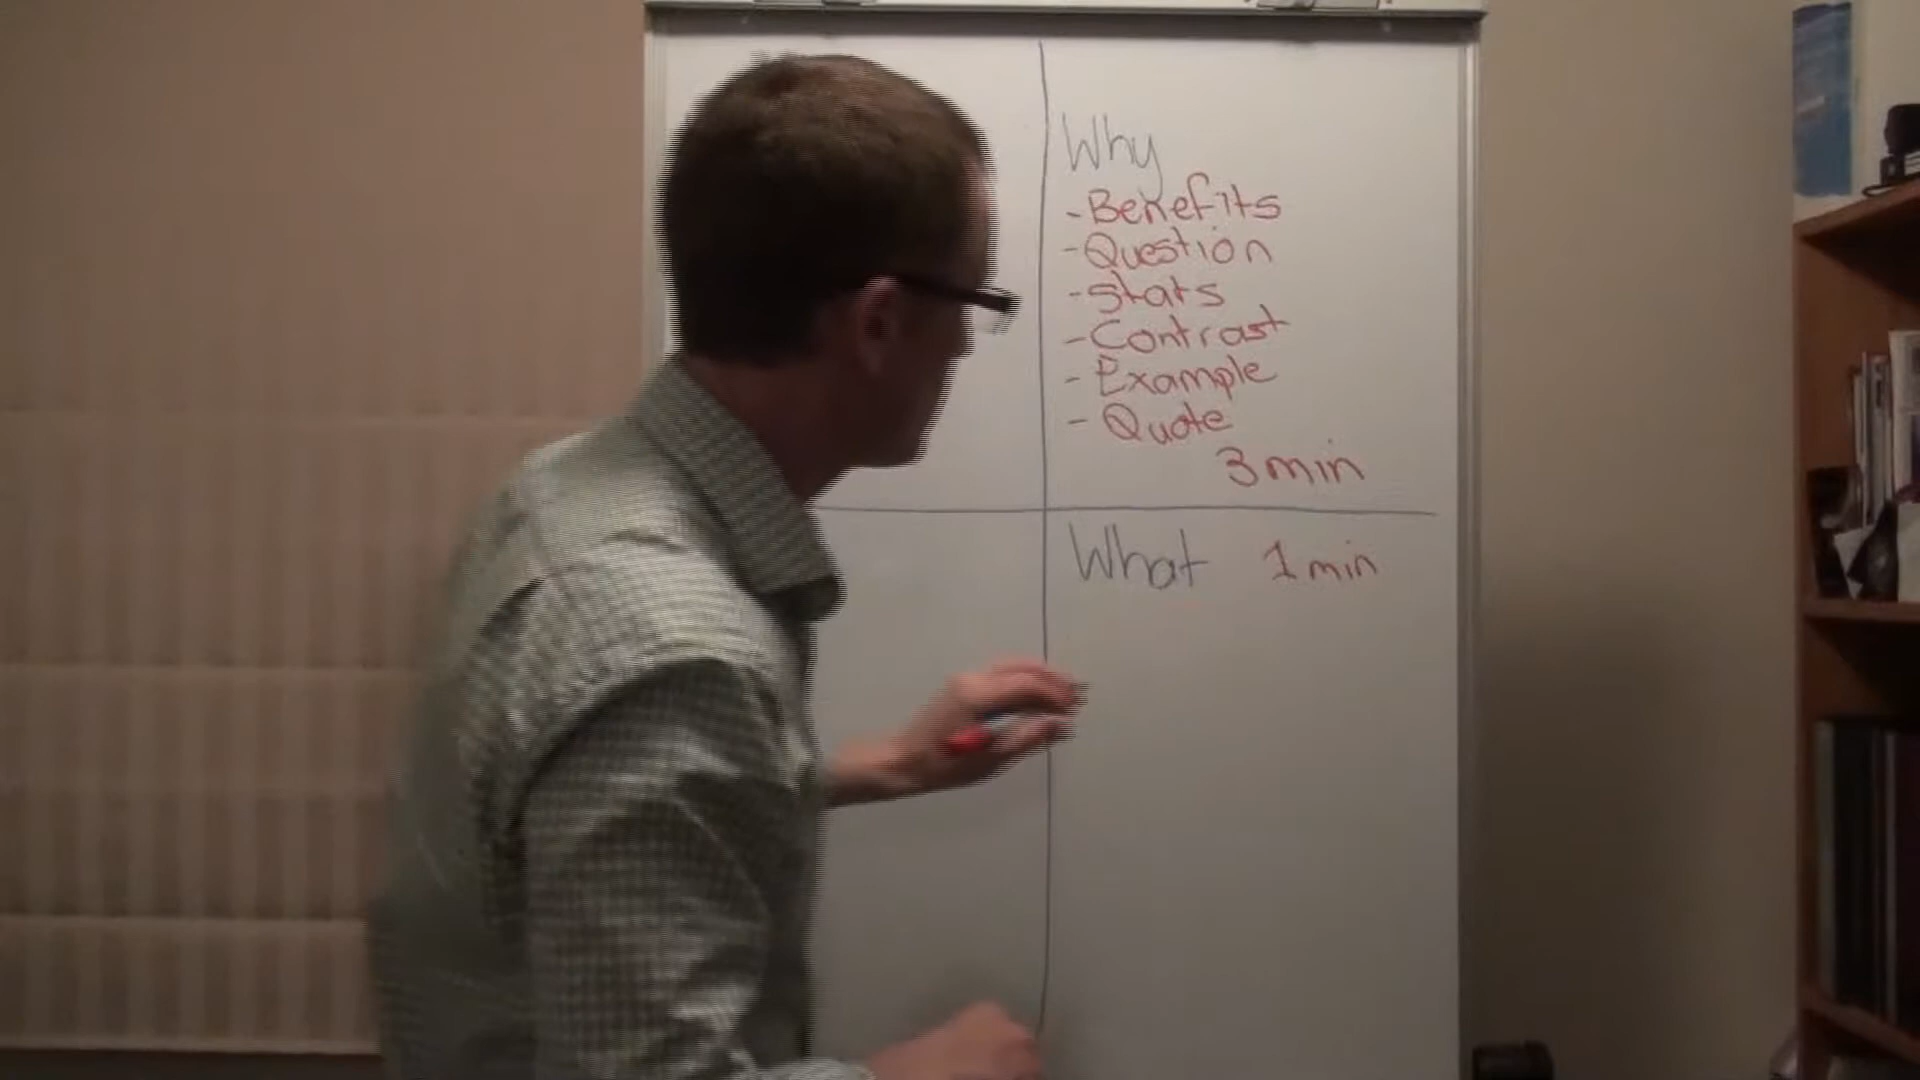 Why
- Benefits
- Question
- Stats
- Contrast
- Example
- Quote
3 min
What 1 min